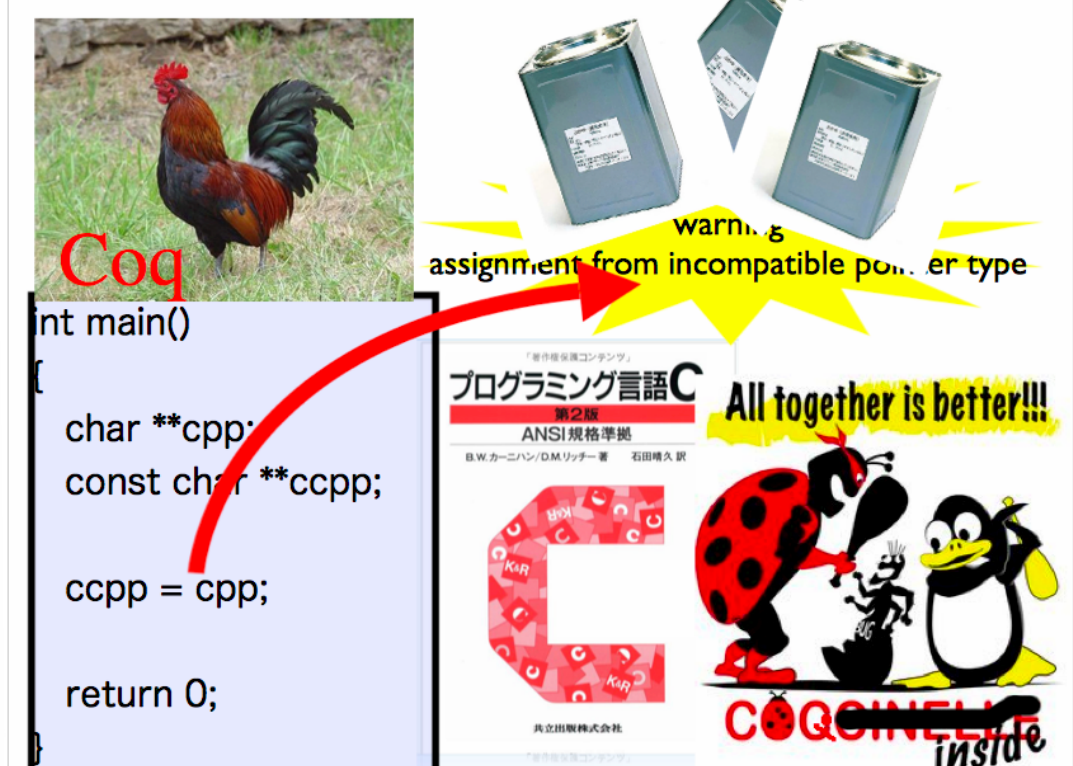 Coq
warning
assignment from incompatible pointer type
int main()
{
char **cpp;
const char **ccpp;
ccpp = cpp;
return 0;
}
「著作権保護コンテンツ」
プログラミング言語C
第2版
ANSI規格準拠
B.W.カーニハン/D.M.リッチー 著 石田晴久 訳
K&R
K&R
K&R
共立出版株式会社
「著作権保護コンテンツ」
All together is better!!!
BUG
COQCINELLE
inside